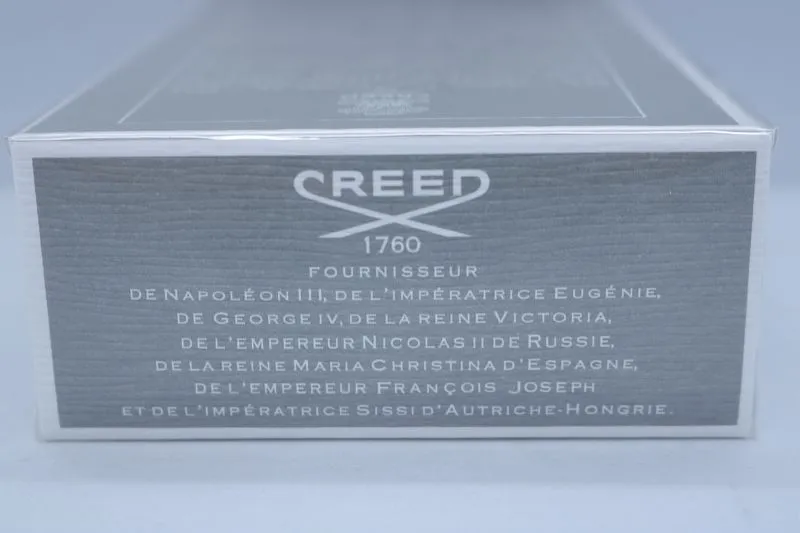 CREED
1760
FOURNISSEUR
DE NAPOLÉON III, DE L'IMPÉRATRICE EUGÉNIE,
DE GEORGE IV, DE LA REINE VICTORIA,
DE L'EMPEREUR NICOLAS II DE RUSSIE,
DE LA REINE MARIA CHRISTINA D'ESPAGNE,
DE L'EMPEREUR FRANÇOIS JOSEPH
ET DE L'IMPÉRATRICE SISSI D'AUTRICHE-HONGRIE.